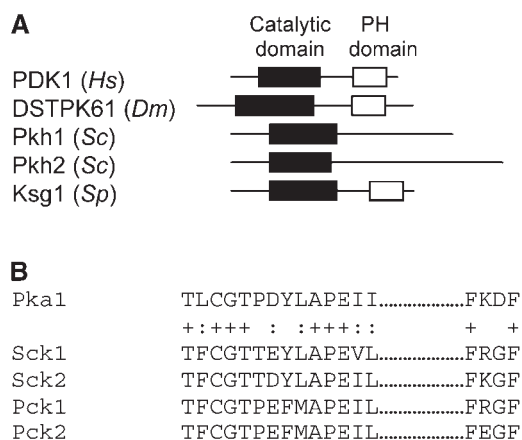 A
Catalytic domain
PH domain
PDK1 (Hs)
DSTPK61 (Dm)
Pkh1 (Sc)
Pkh2 (Sc)
Ksg1 (Sp)
B
Pka1 TLCGTPDYLAPEII.................FKDF
+:+++ : :+++:: + +
Sck1 TFCGTTEYLAPEVL.................FRGF
Sck2 TFCGTTDYLAPEIL.................FKGF
Pck1 TFCGTPEFMAPEIL.................FRGF
Pck2 TFCGTPEFMAPEIL.................FEGF